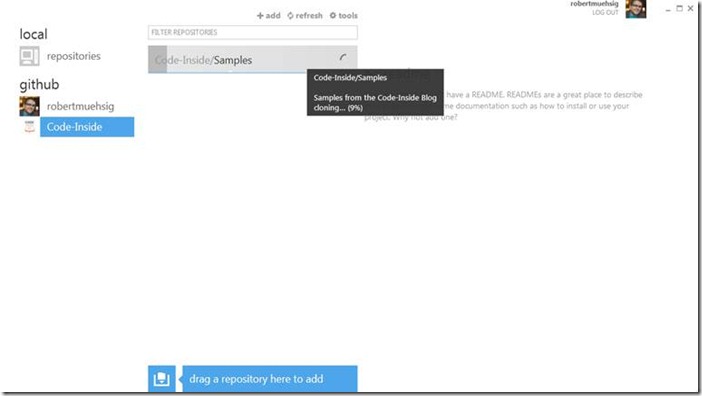 robertmuehsig
LOG OUT
add refresh tools
local
FILTER REPOSITORIES
repositories
Code-Inside/Samples
github
Code-Inside/Samples
robertmuehsig
Samples from the Code-Inside Blog
cloning... (9%)
have a README. READMEs are a great place to describe
me documentation such as how to install or use your
project. Why not add one?
Code-Inside
drag a repository here to add